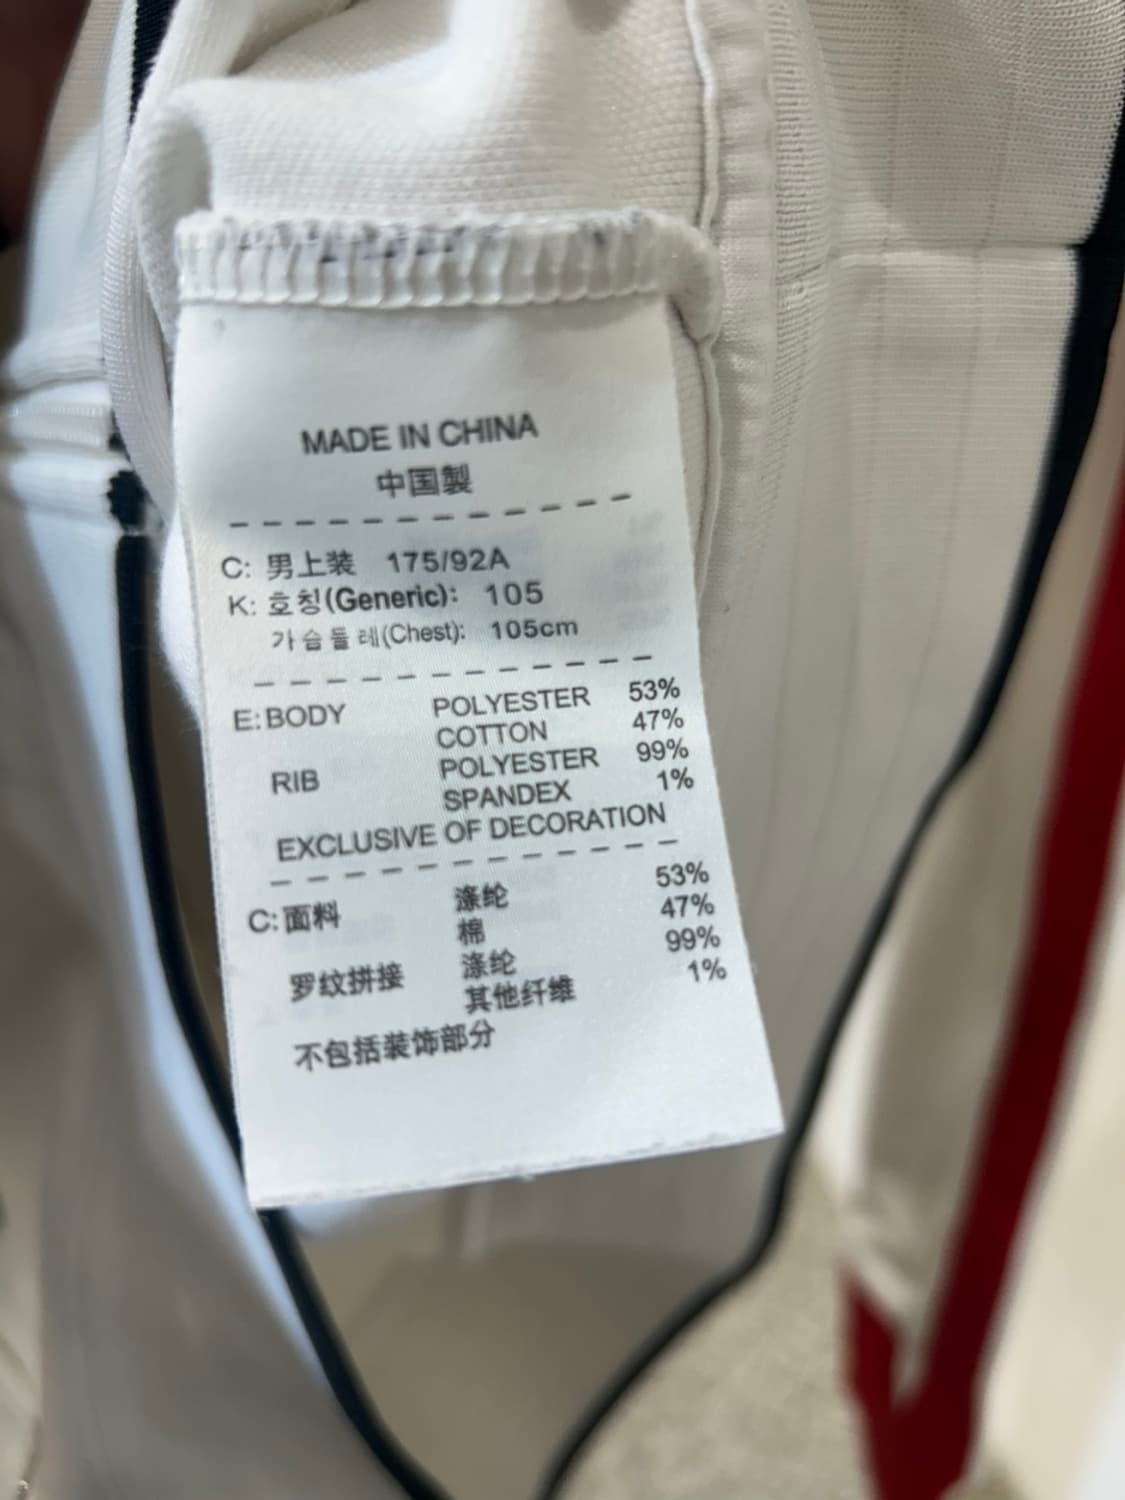 MADE IN CHINA
中国製
C: 男上装 175/92A
K: 호칭(Generic): 105
가슴둘레(Chest): 105cm
E: BODY POLYESTER 53%
COTTON 47%
RIB POLYESTER 99%
SPANDEX 1%
EXCLUSIVE OF DECORATION
C: 面料 涤纶 53%
棉 47%
罗纹拼接 涤纶 99%
其他纤维 1%
不包括装饰部分